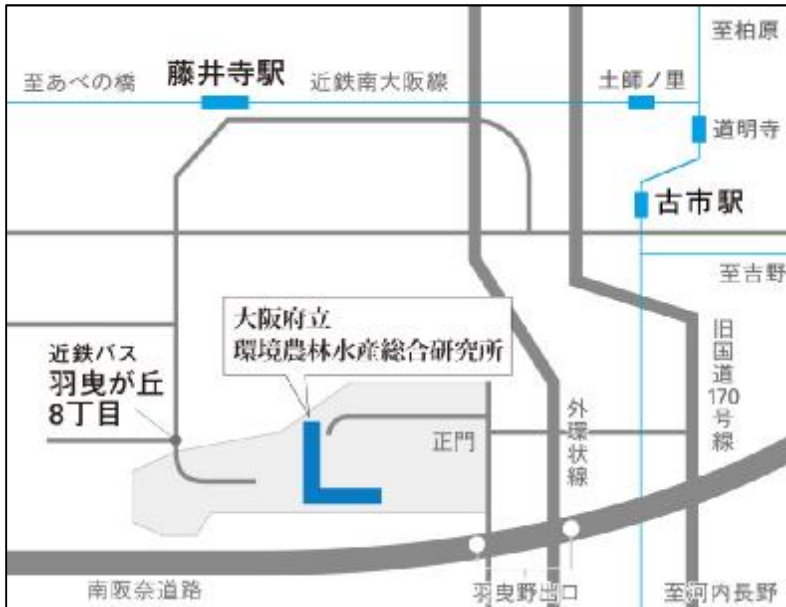 至柏原
至あべの橋
藤井寺駅
近鉄南大阪線
土師ノ里
道明寺
古市駅
至吉野
大阪府立
環境農林水産総合研究所
近鉄バス
羽曳が丘
8丁目
正門
外環状線
旧国道170号線
南阪奈道路
羽曳野出口
至河内長野